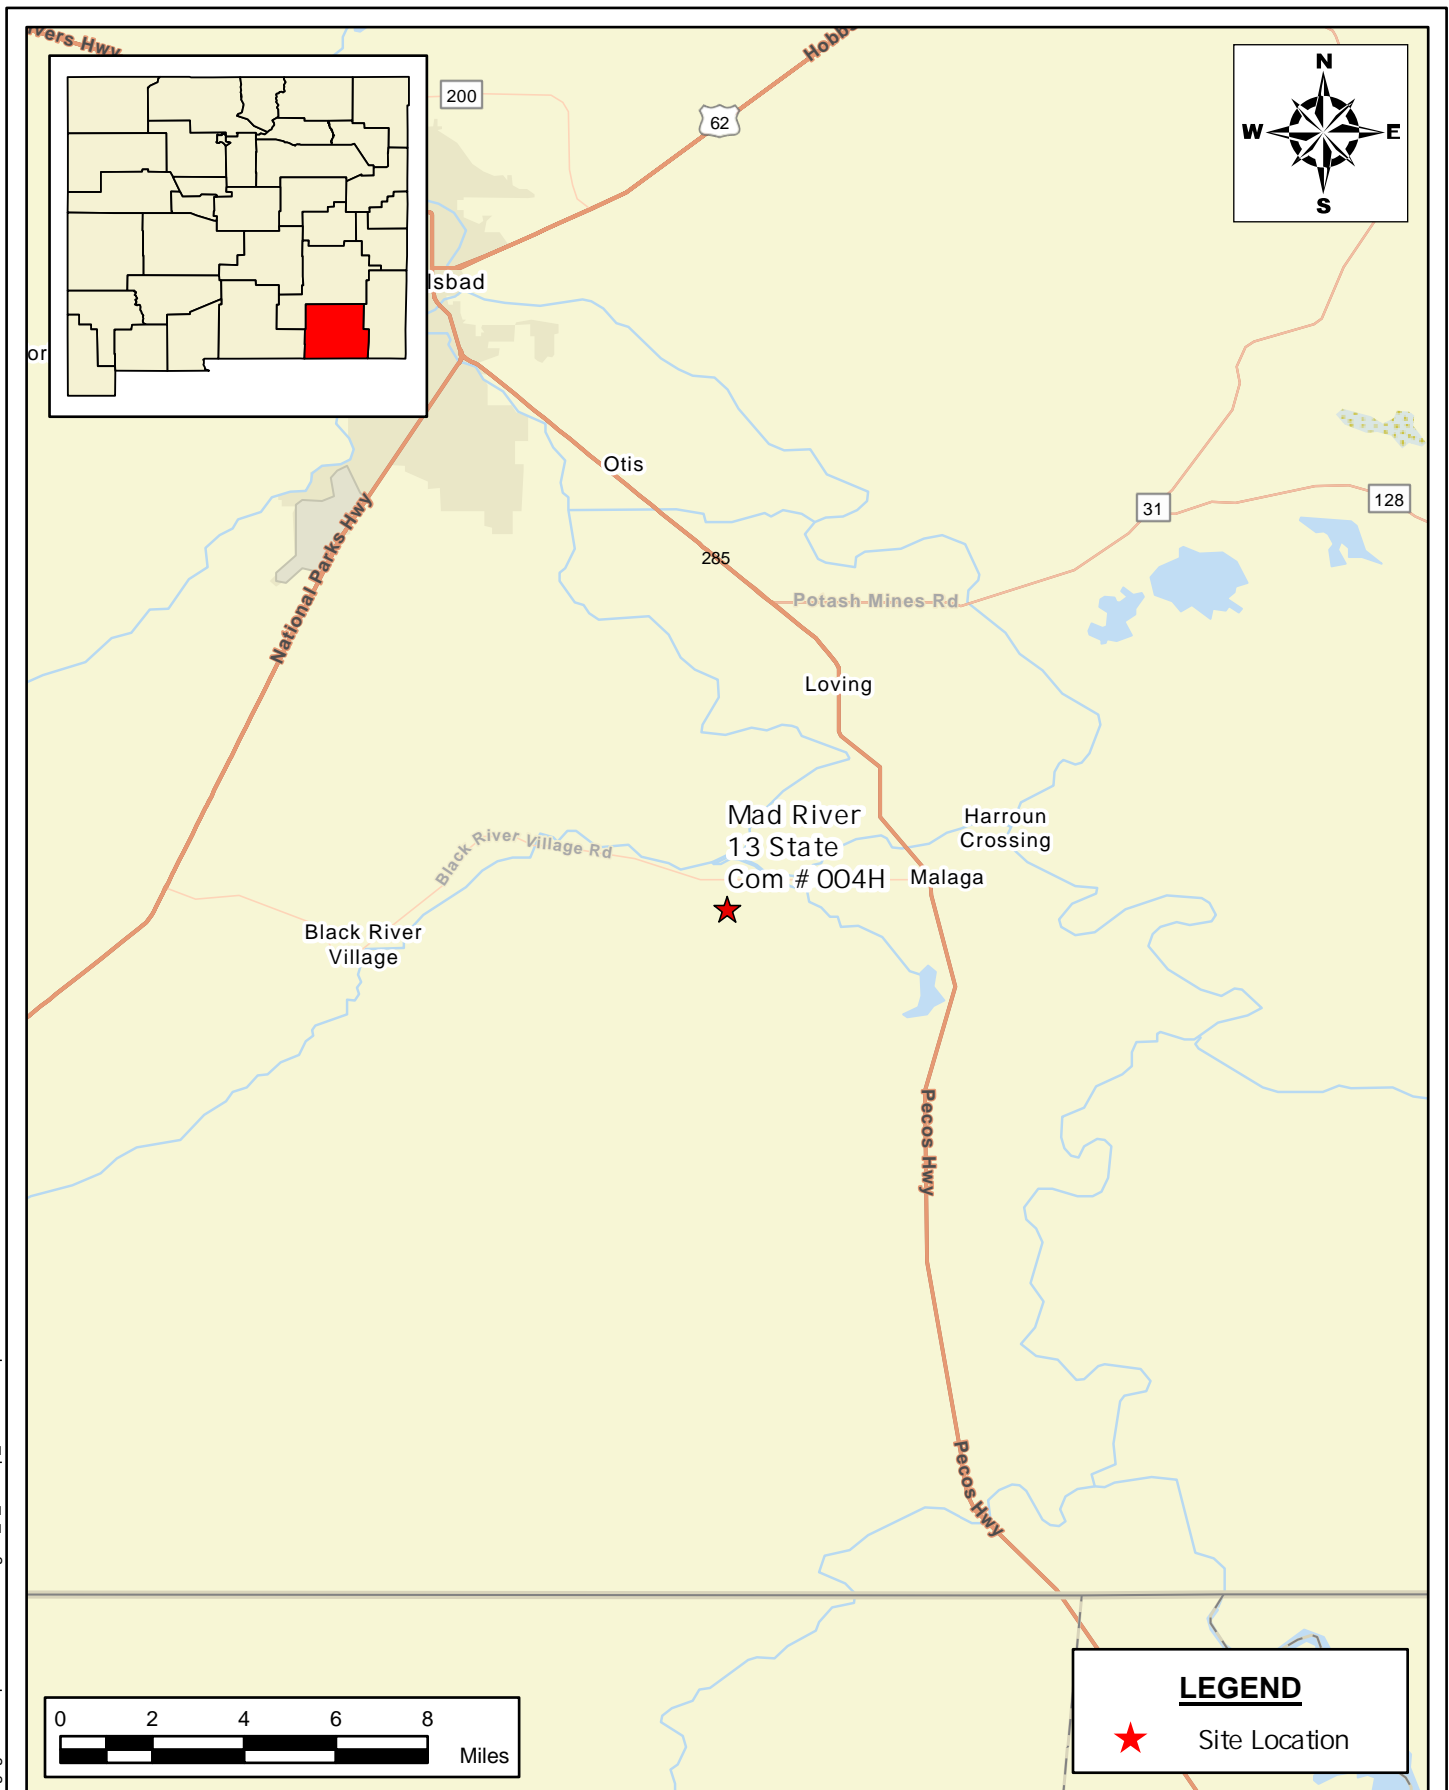 vers Hwy
Hobbs
N
W E
S
200
62
lsbad
or
Otis
National Parks Hwy
285
31
128
Potash Mines Rd
Loving
Mad River
13 State
Com # 004H
Harroun
Crossing
Black River Village Rd
Malaga
Black River
Village
Pecos Hwy
Pecos Hwy
0 2 4 6 8
Miles
LEGEND
Site Location